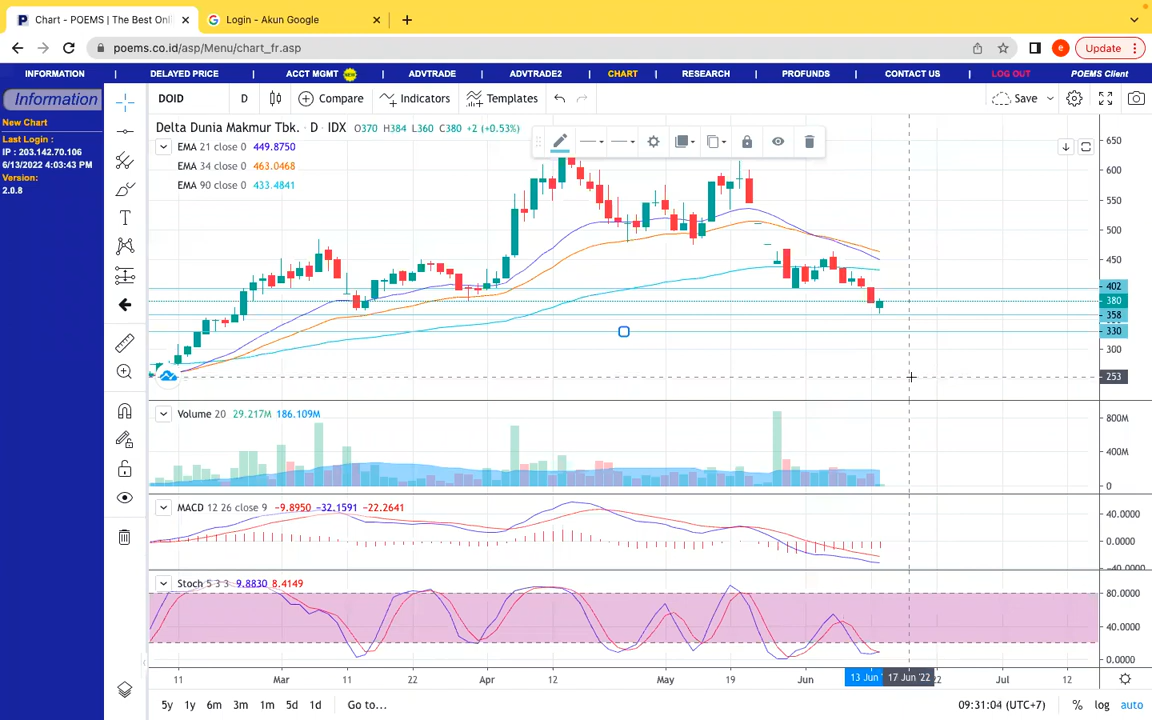 Chart - POEMS | The Best Onl
Login - Akun Google
poems.co.id/asp/Menu/chart_fr.asp
e
Update
INFORMATION | DELAYED PRICE | ACCT MGMT NEW | ADVTRADE | ADVTRADE2 | CHART | RESEARCH | PROFUNDS | CONTACT US | LOG OUT POEMS Client
Information
New Chart
Last Login :
IP : 203.142.70.106
6/13/2022 4:03:43 PM
Version:
2.0.8
DOID D Compare Indicators Templates Save
Delta Dunia Makmur Tbk. · D · IDX O370 H384 L360 C380 +2 (+0.53%)
EMA 21 close 0 449.8750
EMA 34 close 0 463.0468
EMA 90 close 0 433.4841
650
600
550
500
450
402
380
358
330
300
253
Volume 20 29.217M 186.109M
800M
400M
0
MACD 12 26 close 9 −9.8950 −32.1591 −22.2641
40.0000
0.0000
−40.0000
Stoch 5 3 3 9.8830 8.4149
80.0000
40.0000
0.0000
11 Mar 11 22 Apr 12 May 19 Jun 13 Jun 17 Jun '22 22 Jul 12
5y 1y 6m 3m 1m 5d 1d Go to... 09:31:04 (UTC+7) % log auto